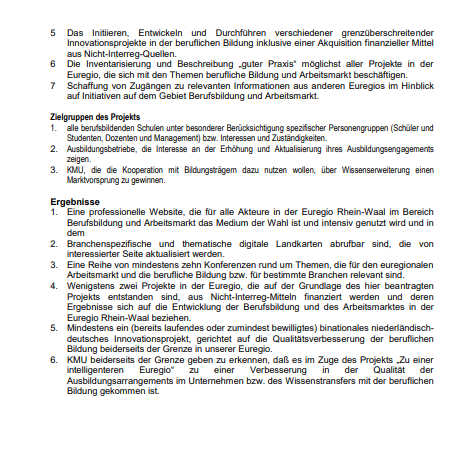 5 Das Initiieren, Entwickeln und Durchführen verschiedener grenzüberschreitender
Innovationsprojekte in der beruflichen Bildung inklusive einer Akquisition finanzieller Mittel
aus Nicht-Interreg-Quellen.
6 Die Inventarisierung und Beschreibung „guter Praxis" möglichst aller Projekte in der
Euregio, die sich mit den Themen berufliche Bildung und Arbeitsmarkt beschäftigen.
7 Schaffung von Zugängen zu relevanten Informationen aus anderen Euregios im Hinblick
auf Initiativen auf dem Gebiet Berufsbildung und Arbeitsmarkt.
Zielgruppen des Projekts
1. alle berufsbildenden Schulen unter besonderer Berücksichtigung spezifischer Personengruppen (Schüler und
Studenten, Dozenten und Management) bzw. Interessen und Zuständigkeiten.
2. Ausbildungsbetriebe, die Interesse an der Erhöhung und Aktualisierung ihres Ausbildungsengagements
zeigen.
3. KMU, die die Kooperation mit Bildungsträgern dazu nutzen wollen, über Wissenserweiterung einen
Marktvorsprung zu gewinnen.
Ergebnisse
1. Eine professionelle Website, die für alle Akteure in der Euregio Rhein-Waal im Bereich
Berufsbildung und Arbeitsmarkt das Medium der Wahl ist und intensiv genutzt wird und in
dem
2. Branchenspezifische und thematische digitale Landkarten abrufbar sind, die von
interessierter Seite aktualisiert werden.
3. Eine Reihe von mindestens zehn Konferenzen rund um Themen, die für den euregionalen
Arbeitsmarkt und die berufliche Bildung bzw. für bestimmte Branchen relevant sind.
4. Wenigstens zwei Projekte in der Euregio, die auf der Grundlage des hier beantragten
Projekts entstanden sind, aus Nicht-Interreg-Mitteln finanziert werden und deren
Ergebnisse sich auf die Entwicklung der Berufsbildung und des Arbeitsmarktes in der
Euregio Rhein-Waal beziehen.
5. Mindestens ein (bereits laufendes oder zumindest bewilligtes) binationales niederländisch-
deutsches Innovationsprojekt, gerichtet auf die Qualitätsverbesserung der beruflichen
Bildung beiderseits der Grenze in unserer Euregio.
6. KMU beiderseits der Grenze geben zu erkennen, daß es im Zuge des Projekts „Zu einer
intelligenteren Euregio" zu einer Verbesserung in der Qualität der
Ausbildungsarrangements im Unternehmen bzw. des Wissenstransfers mit der beruflichen
Bildung gekommen ist.